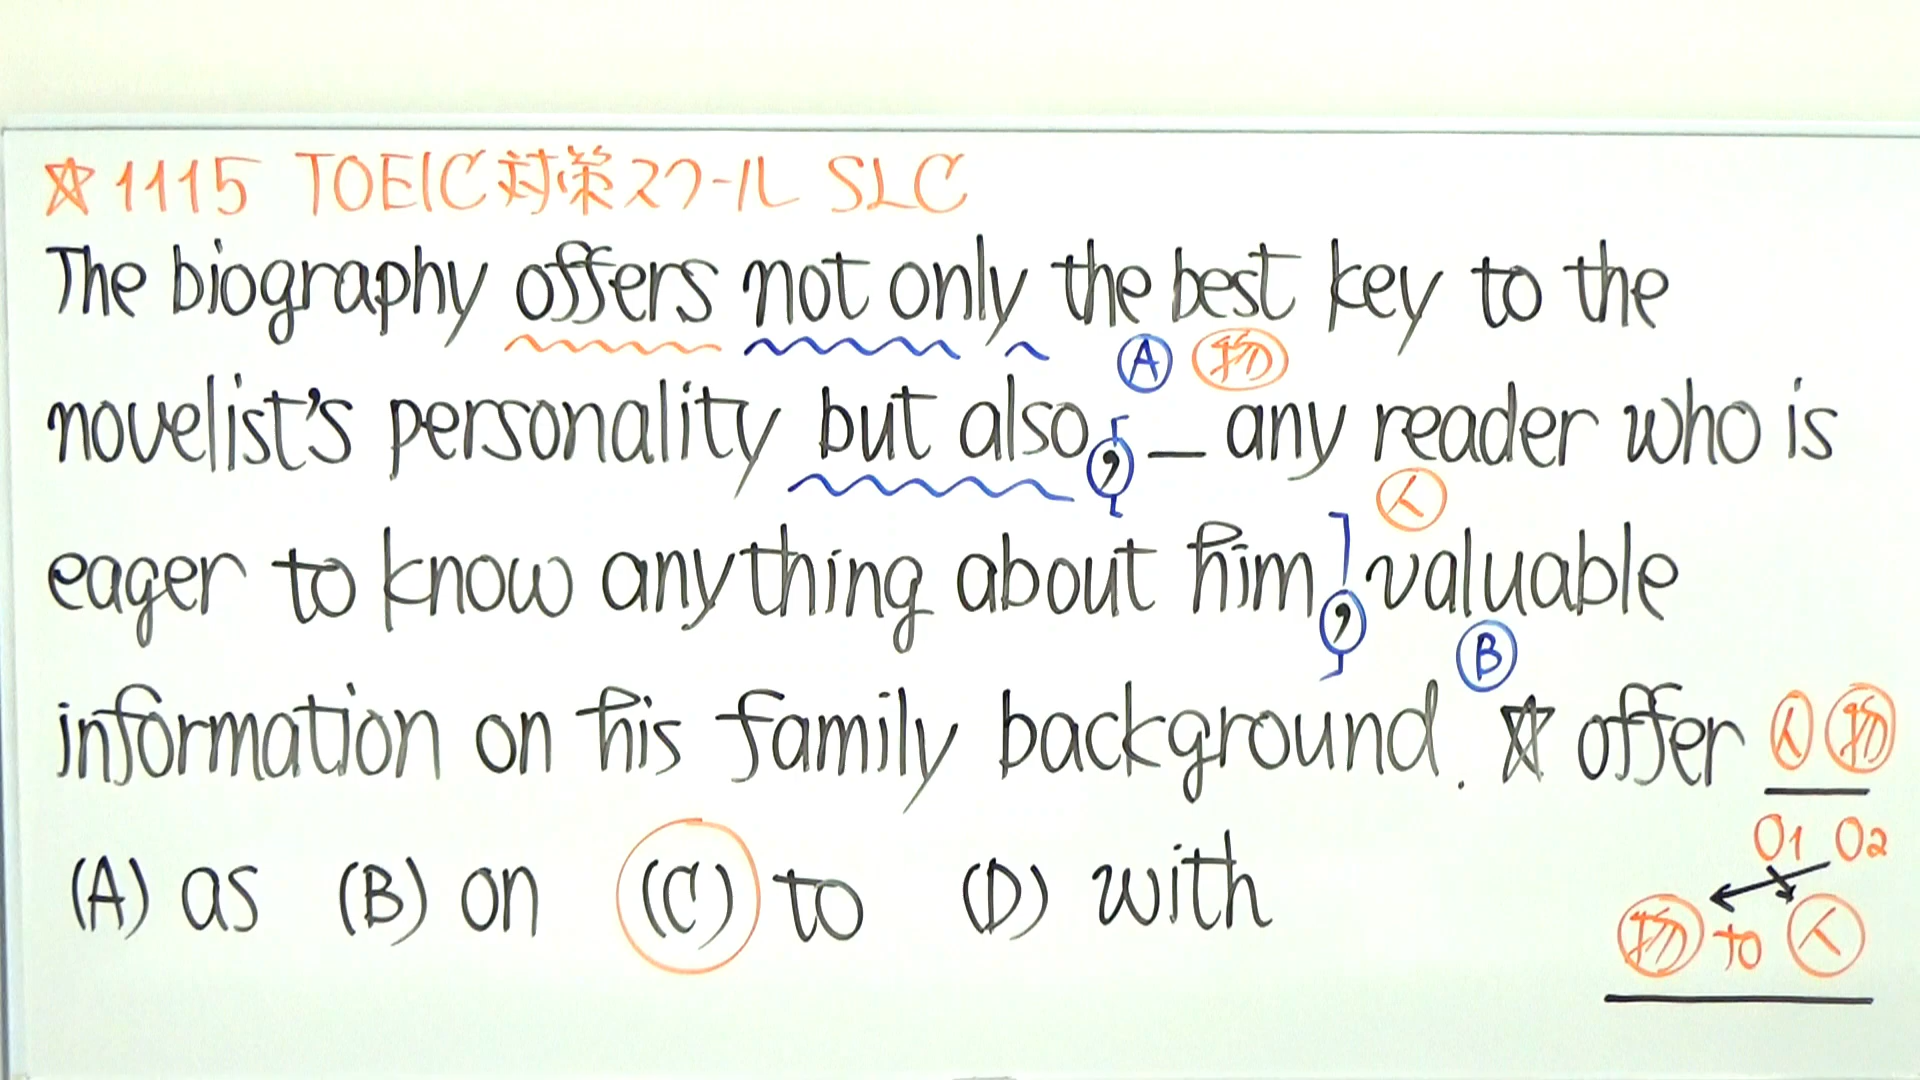 ☆1115 TOEIC対策スクール SLC
The biography offers not only the best key to the
Ⓐ 物
novelist's personality but also, _ any reader who is
人
eager to know anything about him, valuable
Ⓑ
information on his family background. ☆ offer 人 物
O1 O2
(A) as (B) on (C) to (D) with
物 to 人